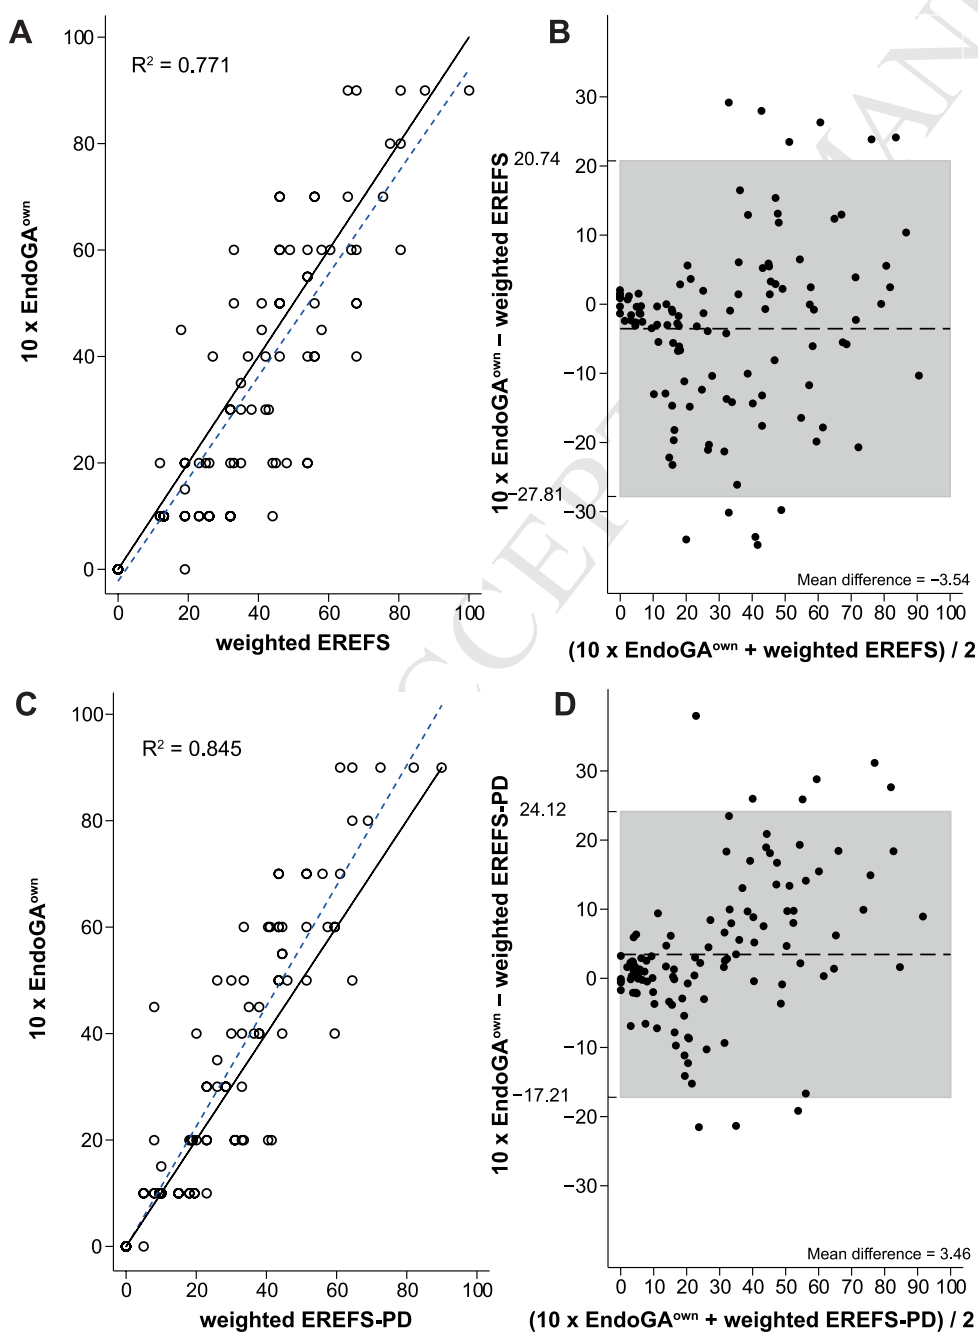 A
100
80
60
40
20
0
R² = 0.771
10 x EndoGA^own
0 20 40 60 80 100
weighted EREFS
B
30
20.74
20
10
0
−10
−20
−27.81
−30
10 x EndoGA^own – weighted EREFS
Mean difference = −3.54
0 10 20 30 40 50 60 70 80 90 100
(10 x EndoGA^own + weighted EREFS) / 2
C
100
80
60
40
20
0
R² = 0.845
10 x EndoGA^own
0 20 40 60 80 100
weighted EREFS-PD
D
30
24.12
20
10
0
−10
−17.21
−20
−30
10 x EndoGA^own – weighted EREFS-PD
Mean difference = 3.46
0 10 20 30 40 50 60 70 80 90 100
(10 x EndoGA^own + weighted EREFS-PD) / 2